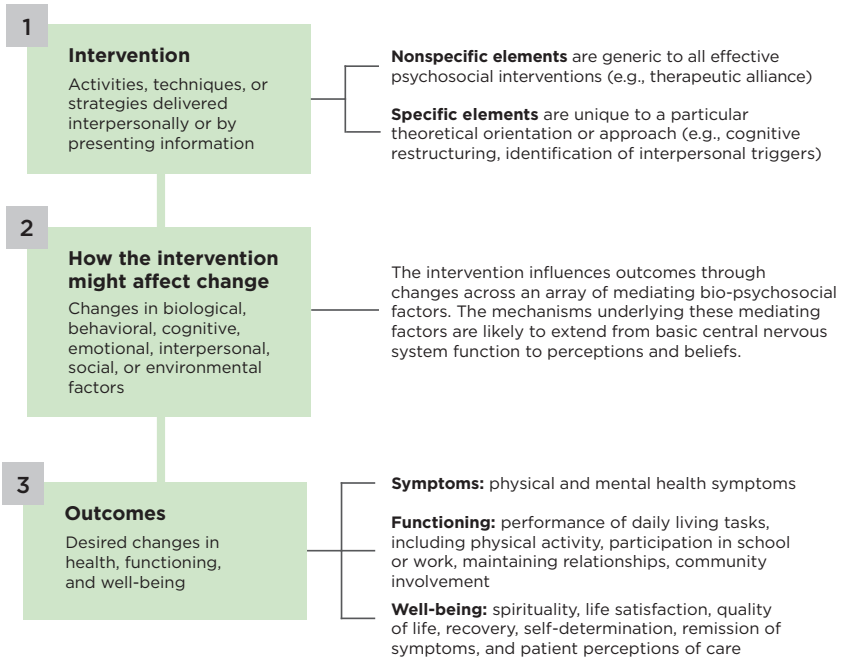 1
Intervention
Activities, techniques, or
strategies delivered
interpersonally or by
presenting information
Nonspecific elements are generic to all effective
psychosocial interventions (e.g., therapeutic alliance)
Specific elements are unique to a particular
theoretical orientation or approach (e.g., cognitive
restructuring, identification of interpersonal triggers)
2
How the intervention
might affect change
Changes in biological,
behavioral, cognitive,
emotional, interpersonal,
social, or environmental
factors
The intervention influences outcomes through
changes across an array of mediating bio-psychosocial
factors. The mechanisms underlying these mediating
factors are likely to extend from basic central nervous
system function to perceptions and beliefs.
3
Outcomes
Desired changes in
health, functioning,
and well-being
Symptoms: physical and mental health symptoms
Functioning: performance of daily living tasks,
including physical activity, participation in school
or work, maintaining relationships, community
involvement
Well-being: spirituality, life satisfaction, quality
of life, recovery, self-determination, remission of
symptoms, and patient perceptions of care